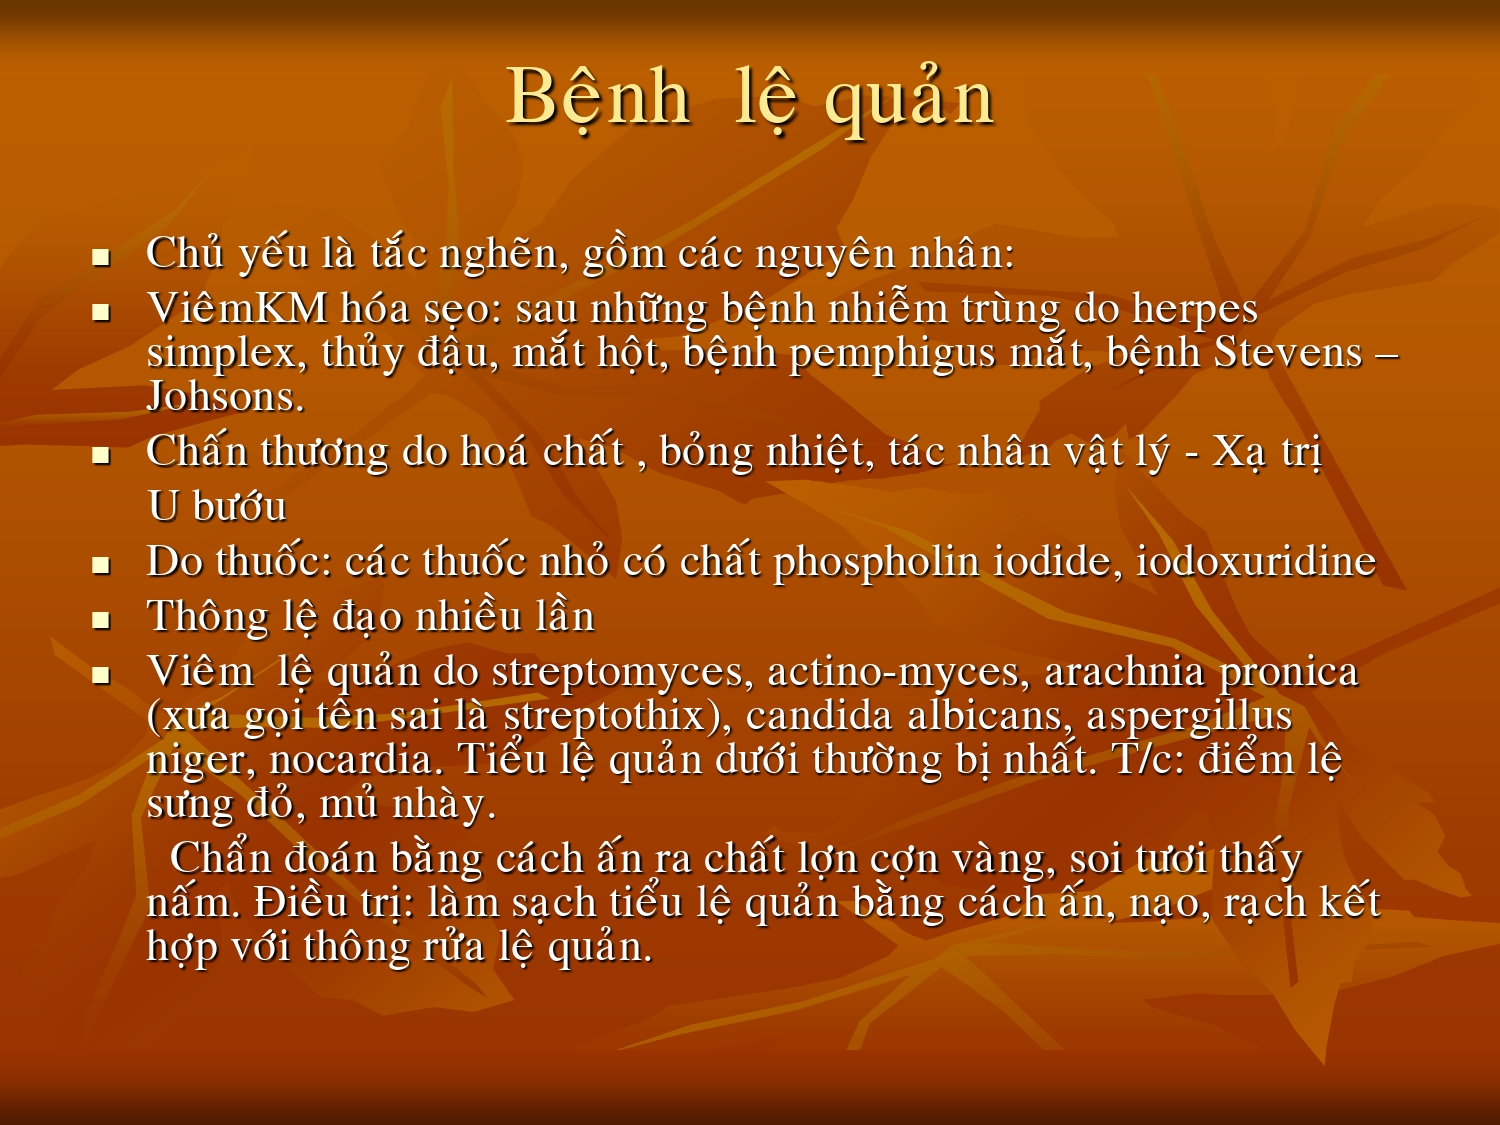 Bệnh lệ quản
Chủ yếu là tắc nghẽn, gồm các nguyên nhân:
ViêmKM hóa sẹo: sau những bệnh nhiễm trùng do herpes
simplex, thủy đậu, mắt hột, bệnh pemphigus mắt, bệnh Stevens –
Johsons.
Chấn thương do hoá chất , bỏng nhiệt, tác nhân vật lý - Xạ trị
U bướu
Do thuốc: các thuốc nhỏ có chất phospholin iodide, iodoxuridine
Thông lệ đạo nhiều lần
Viêm lệ quản do streptomyces, actino-myces, arachnia pronica
(xưa gọi tên sai là streptothix), candida albicans, aspergillus
niger, nocardia. Tiểu lệ quản dưới thường bị nhất. T/c: điểm lệ
sưng đỏ, mủ nhày.
Chẩn đoán bằng cách ấn ra chất lợn cợn vàng, soi tươi thấy
nấm. Điều trị: làm sạch tiểu lệ quản bằng cách ấn, nạo, rạch kết
hợp với thông rửa lệ quản.